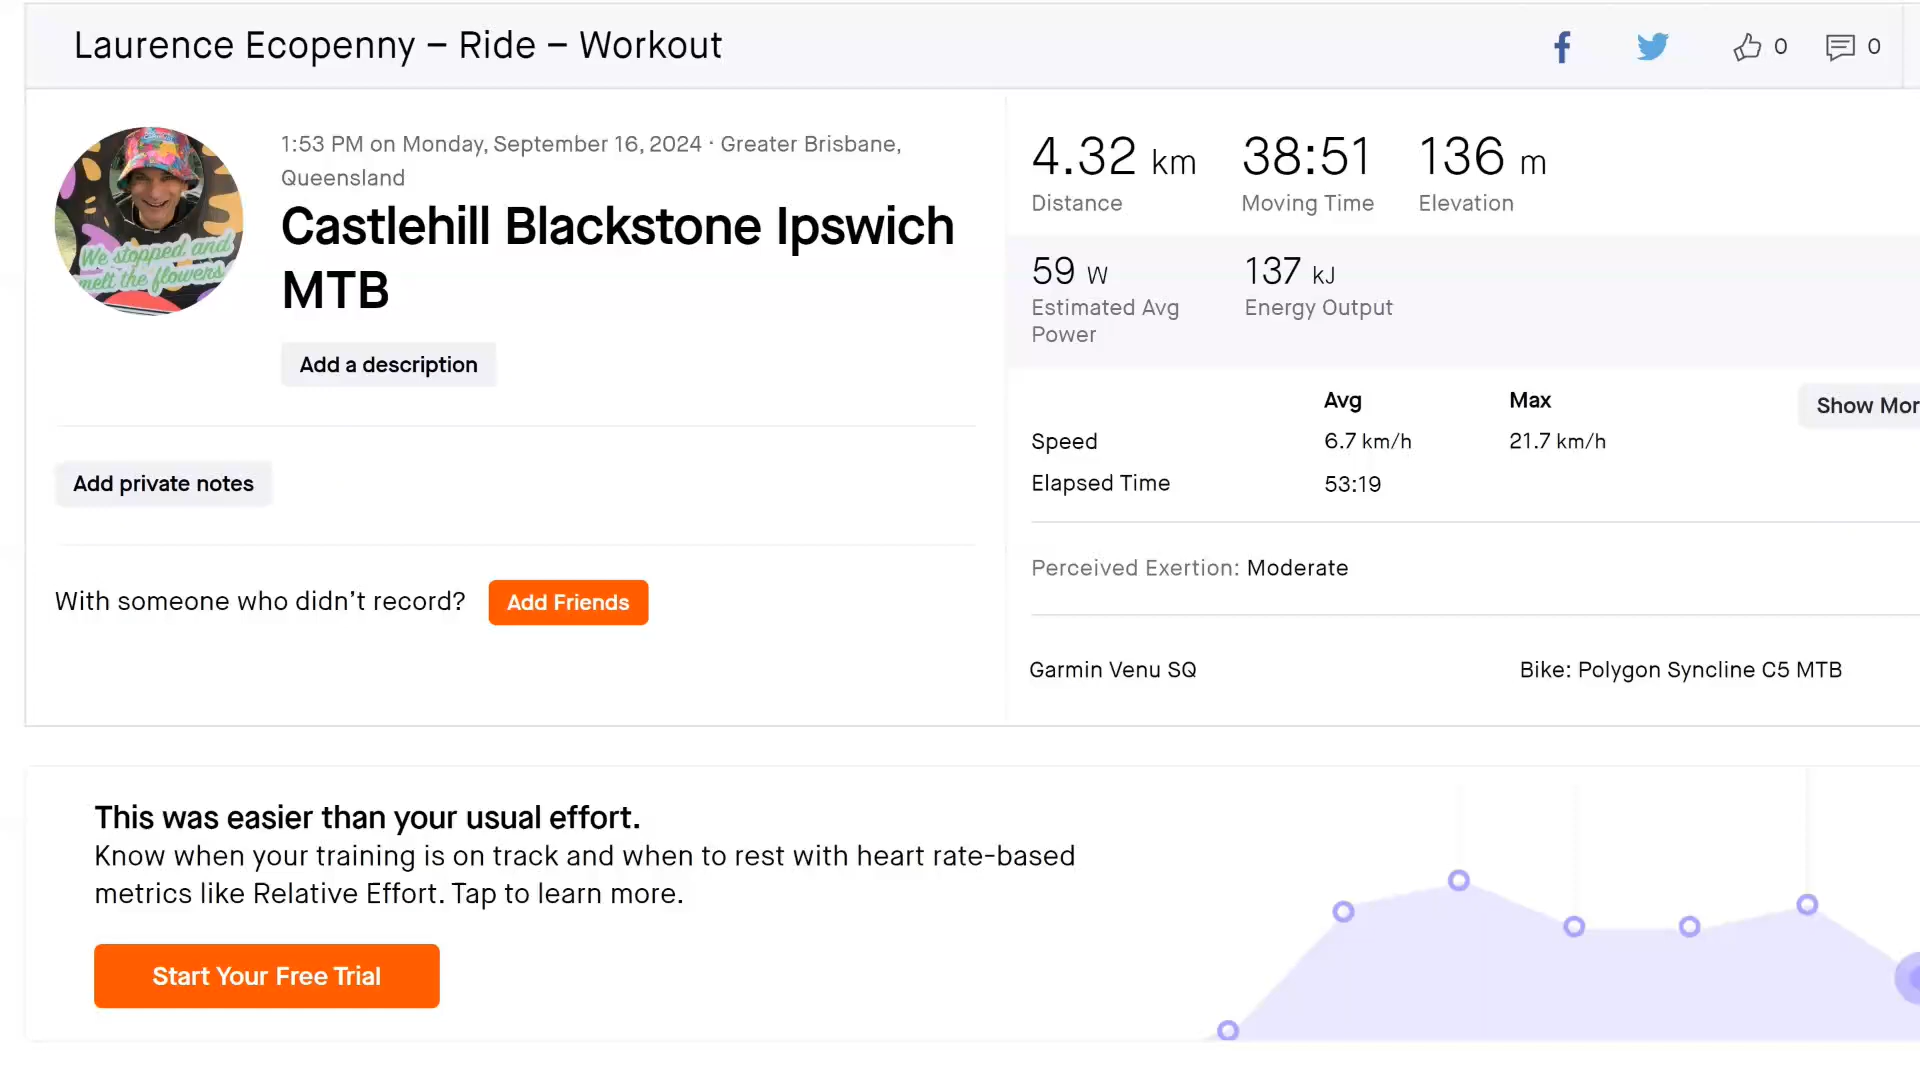 Laurence Ecopenny – Ride – Workout
0
0
1:53 PM on Monday, September 16, 2024 · Greater Brisbane,
Queensland
Castlehill Blackstone Ipswich
MTB
We stopped and
melt the flowers
Add a description
Add private notes
With someone who didn’t record?
Add Friends
4.32 km
Distance
38:51
Moving Time
136 m
Elevation
59 W
Estimated Avg
Power
137 kJ
Energy Output
Avg
Max
Show Mor
Speed
6.7 km/h
21.7 km/h
Elapsed Time
53:19
Perceived Exertion: Moderate
Garmin Venu SQ
Bike: Polygon Syncline C5 MTB
This was easier than your usual effort.
Know when your training is on track and when to rest with heart rate-based
metrics like Relative Effort. Tap to learn more.
Start Your Free Trial